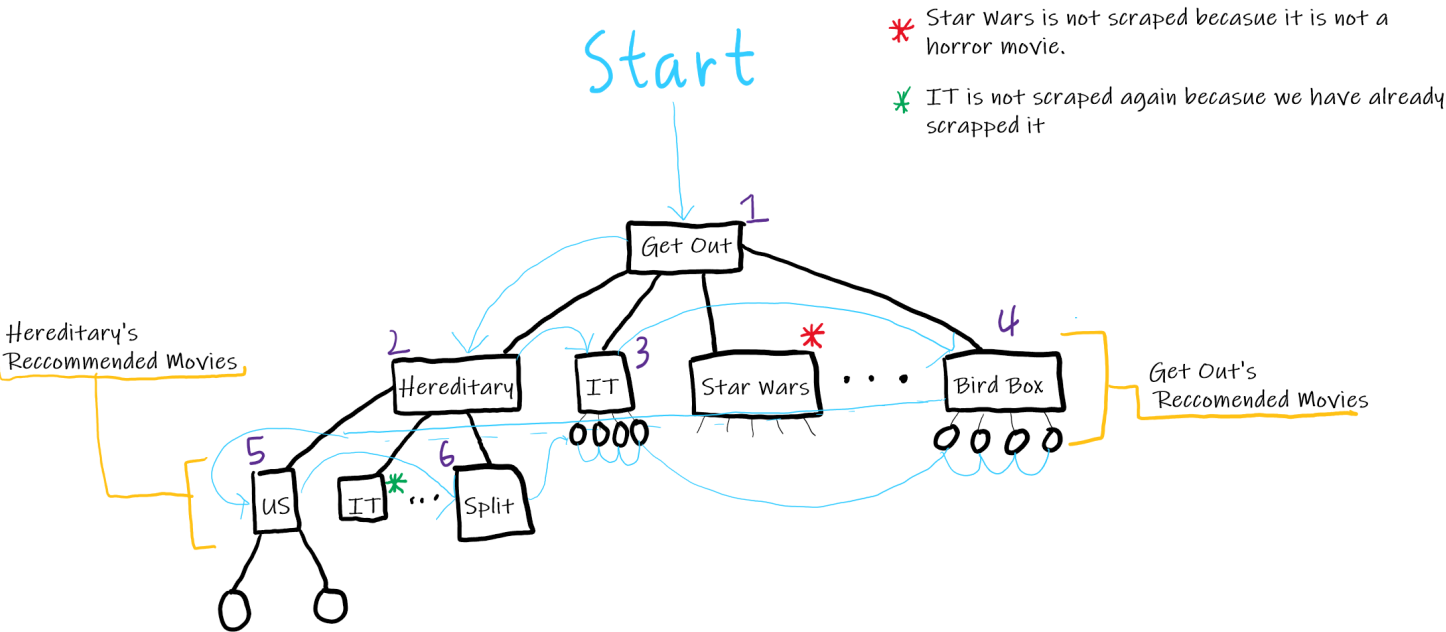 Star Wars is not scraped becasue it is not a
horror movie.
IT is not scraped again becasue we have already
scrapped it
Start
1
Get Out
Hereditary's
Reccommended Movies
2
3
4
Hereditary
IT
Star Wars
Bird Box
Get Out's
Reccomended Movies
5
6
US
IT
Split